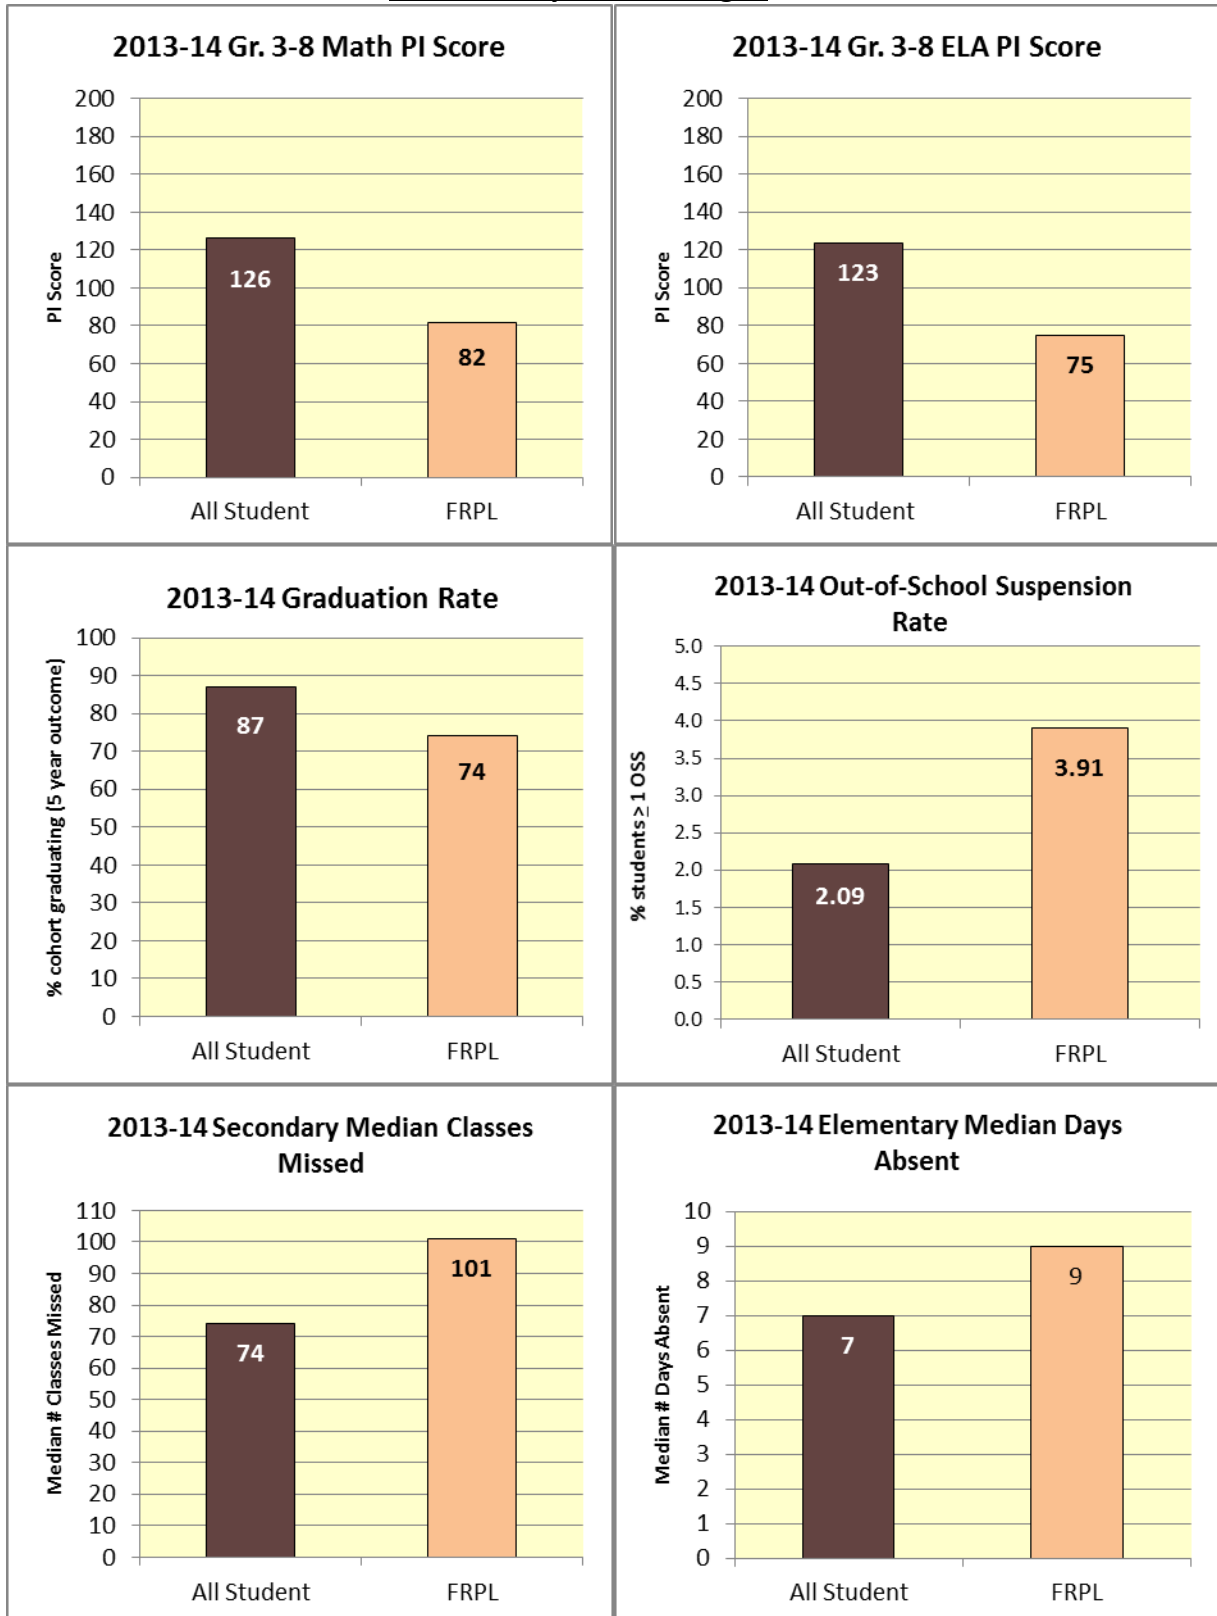 2013-14 Gr. 3-8 Math PI Score
PI Score
200
180
160
140
120
100
80
60
40
20
0
126
82
All Student
FRPL
2013-14 Gr. 3-8 ELA PI Score
PI Score
200
180
160
140
120
100
80
60
40
20
0
123
75
All Student
FRPL
2013-14 Graduation Rate
% cohort graduating (5 year outcome)
100
90
80
70
60
50
40
30
20
10
0
87
74
All Student
FRPL
2013-14 Out-of-School Suspension
Rate
% students ≥ 1 OSS
5.0
4.5
4.0
3.5
3.0
2.5
2.0
1.5
1.0
0.5
0.0
2.09
3.91
All Student
FRPL
2013-14 Secondary Median Classes
Missed
Median # Classes Missed
110
100
90
80
70
60
50
40
30
20
10
0
74
101
All Student
FRPL
2013-14 Elementary Median Days
Absent
Median # Days Absent
10
9
8
7
6
5
4
3
2
1
0
7
9
All Student
FRPL